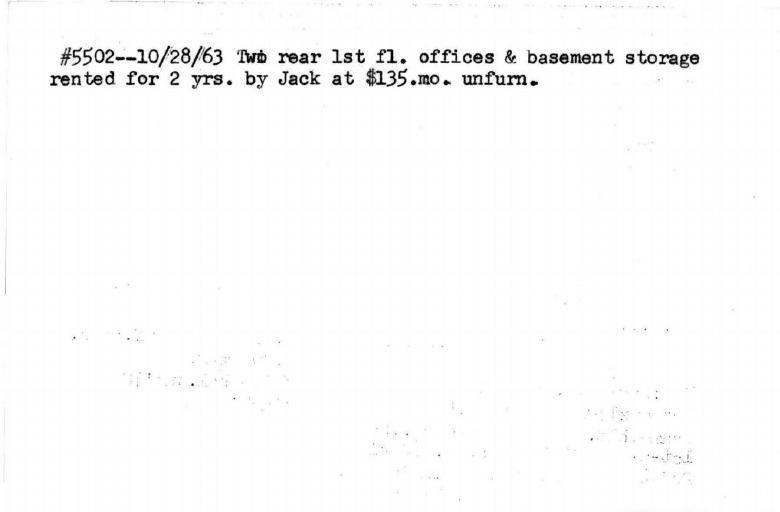 #5502--10/28/63 Two rear 1st fl. offices & basement storage
rented for 2 yrs. by Jack at $135.mo. unfurn.